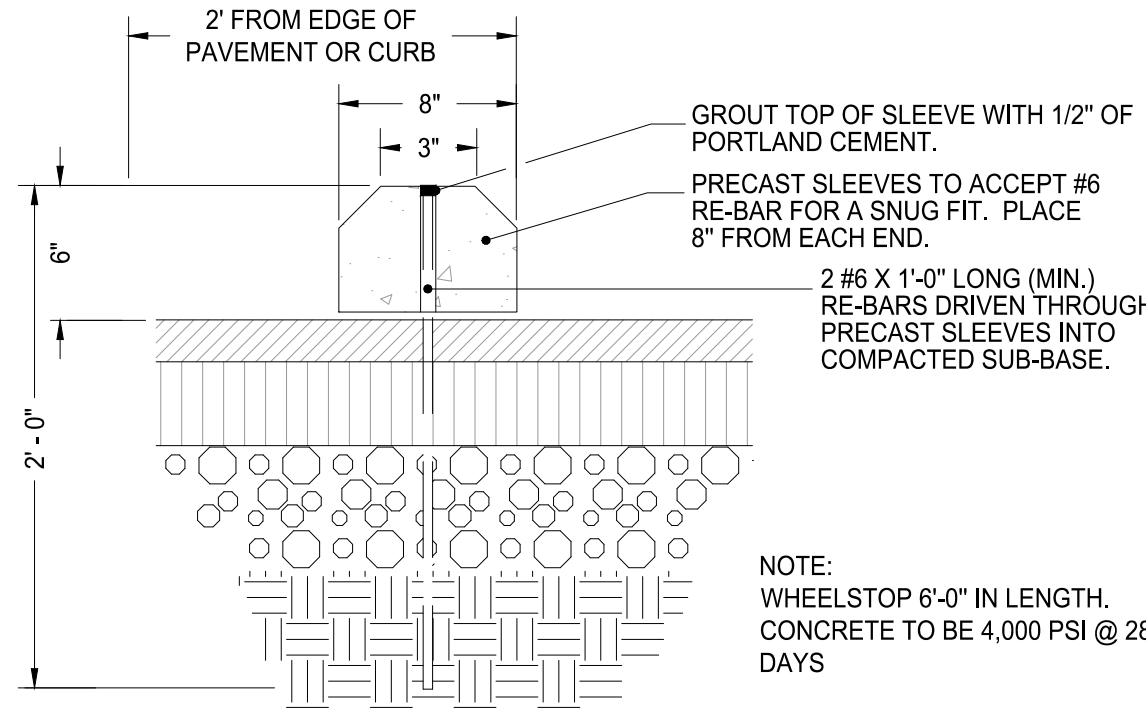 2' FROM EDGE OF
PAVEMENT OR CURB
8"
3"
6"
2' - 0"
GROUT TOP OF SLEEVE WITH 1/2" OF
PORTLAND CEMENT.
PRECAST SLEEVES TO ACCEPT #6
RE-BAR FOR A SNUG FIT. PLACE
8" FROM EACH END.
2 #6 X 1'-0" LONG (MIN.)
RE-BARS DRIVEN THROUGH
PRECAST SLEEVES INTO
COMPACTED SUB-BASE.
NOTE:
WHEELSTOP 6'-0" IN LENGTH.
CONCRETE TO BE 4,000 PSI @ 28
DAYS